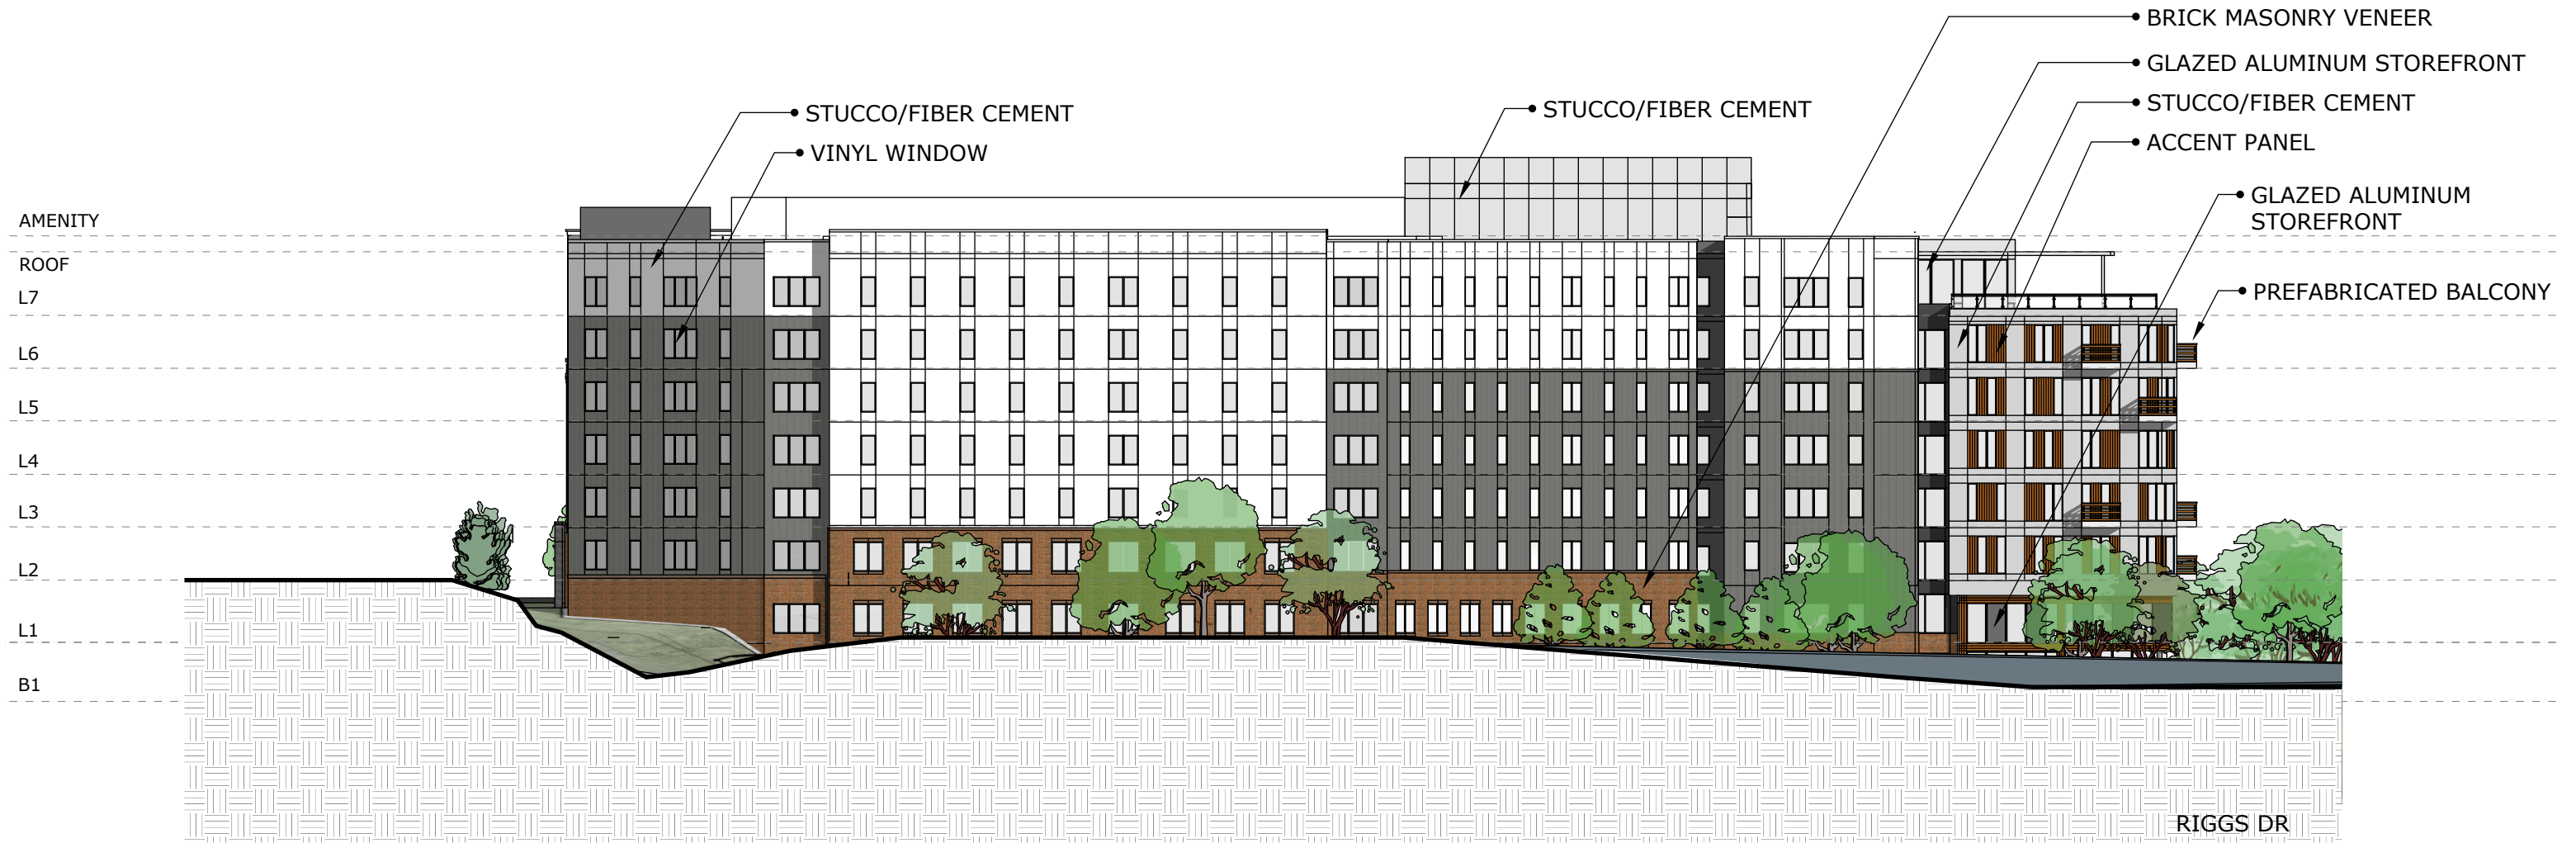 BRICK MASONRY VENEER
GLAZED ALUMINUM STOREFRONT
STUCCO/FIBER CEMENT
STUCCO/FIBER CEMENT
STUCCO/FIBER CEMENT
VINYL WINDOW
ACCENT PANEL
GLAZED ALUMINUM
STOREFRONT
PREFABRICATED BALCONY
AMENITY
ROOF
L7
L6
L5
L4
L3
L2
L1
B1
RIGGS DR